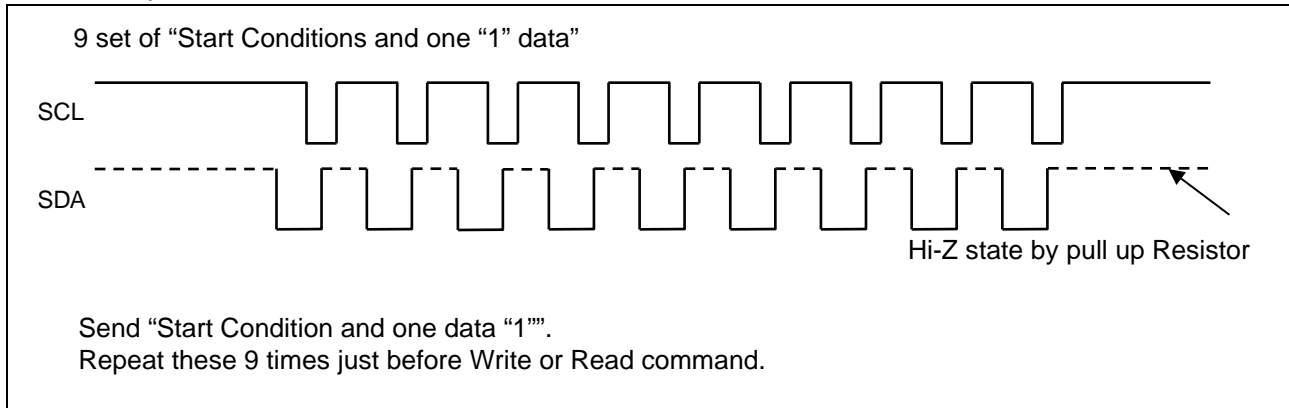 9 set of “Start Conditions and one “1” data”
SCL
SDA
Hi-Z state by pull up Resistor
Send “Start Condition and one data “1””.
Repeat these 9 times just before Write or Read command.